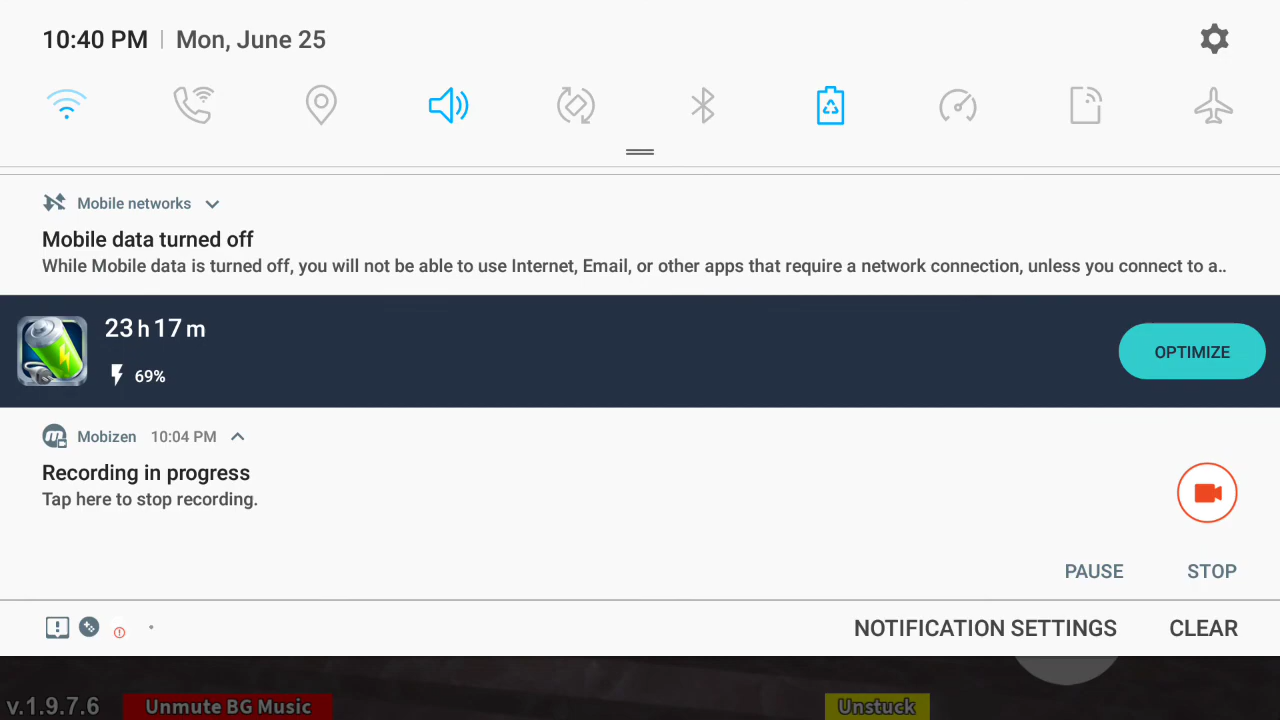 10:40 PM | Mon, June 25
Mobile networks
Mobile data turned off
While Mobile data is turned off, you will not be able to use Internet, Email, or other apps that require a network connection, unless you connect to a..
23 h 17 m
69%
OPTIMIZE
Mobizen 10:04 PM
Recording in progress
Tap here to stop recording.
PAUSE STOP
NOTIFICATION SETTINGS CLEAR
v.1.9.7.6 Unmute BG Music Unstuck